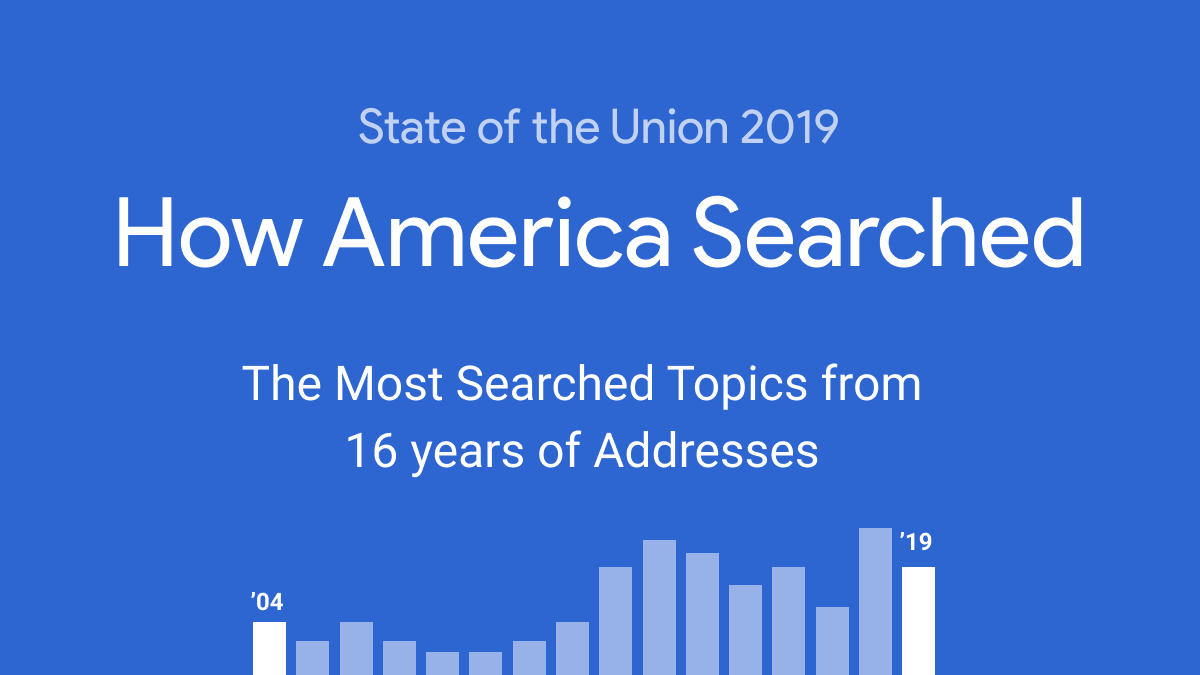 State of the Union 2019
How America Searched
The Most Searched Topics from
16 years of Addresses
’19
’04